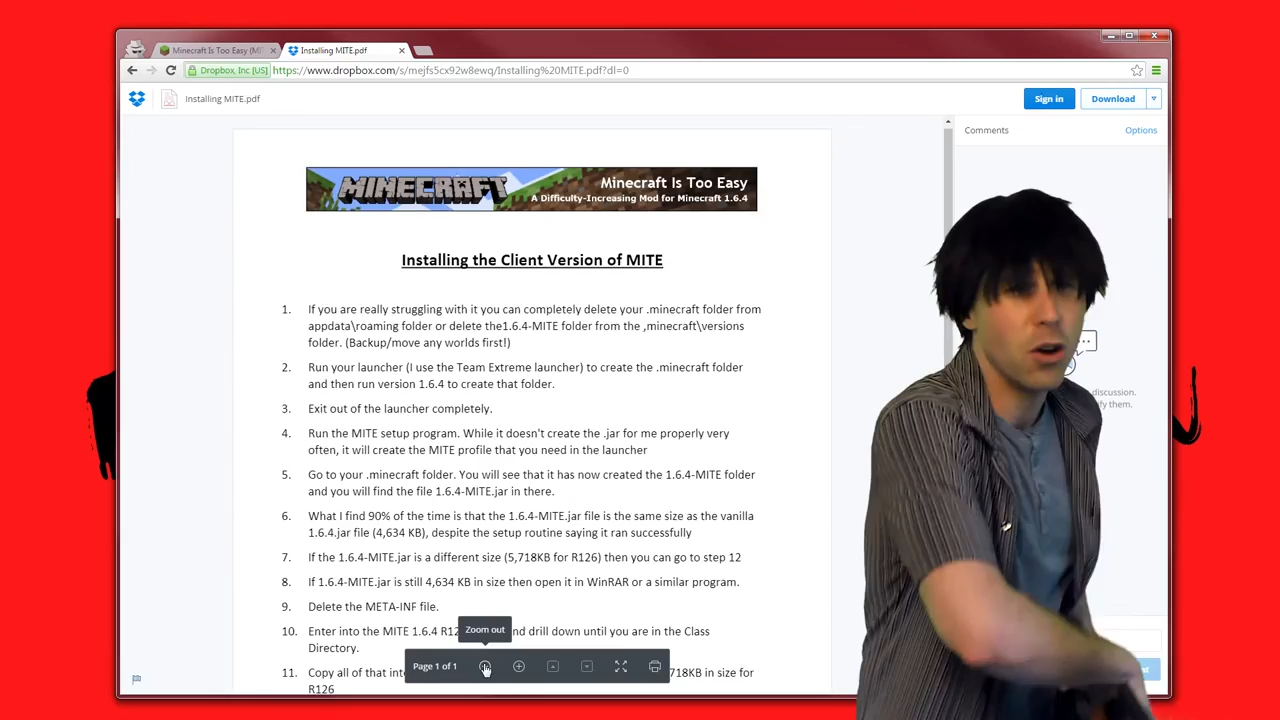 Minecraft Is Too Easy (MI
Installing MITE.pdf
Dropbox, Inc [US]
https://www.dropbox.com/s/mejfs5cx92w8ewq/Installing%20MITE.pdf?dl=0
Installing MITE.pdf
Sign in
Download
Comments
Options
MINECRAFT
Minecraft Is Too Easy
A Difficulty-Increasing Mod for Minecraft 1.6.4
Installing the Client Version of MITE
1. If you are really struggling with it you can completely delete your .minecraft folder from
appdata\roaming folder or delete the1.6.4-MITE folder from the ,minecraft\versions
folder. (Backup/move any worlds first!)
2. Run your launcher (I use the Team Extreme launcher) to create the .minecraft folder
and then run version 1.6.4 to create that folder.
3. Exit out of the launcher completely.
4. Run the MITE setup program. While it doesn't create the .jar for me properly very
often, it will create the MITE profile that you need in the launcher
5. Go to your .minecraft folder. You will see that it has now created the 1.6.4-MITE folder
and you will find the file 1.6.4-MITE.jar in there.
6. What I find 90% of the time is that the 1.6.4-MITE.jar file is the same size as the vanilla
1.6.4.jar file (4,634 KB), despite the setup routine saying it ran successfully
7. If the 1.6.4-MITE.jar is a different size (5,718KB for R126) then you can go to step 12
8. If 1.6.4-MITE.jar is still 4,634 KB in size then open it in WinRAR or a similar program.
9. Delete the META-INF file.
10. Enter into the MITE 1.6.4 R12 nd drill down until you are in the Class
Directory.
11. Copy all of that int 718KB in size for
R126
discussion.
them.
Zoom out
Page 1 of 1